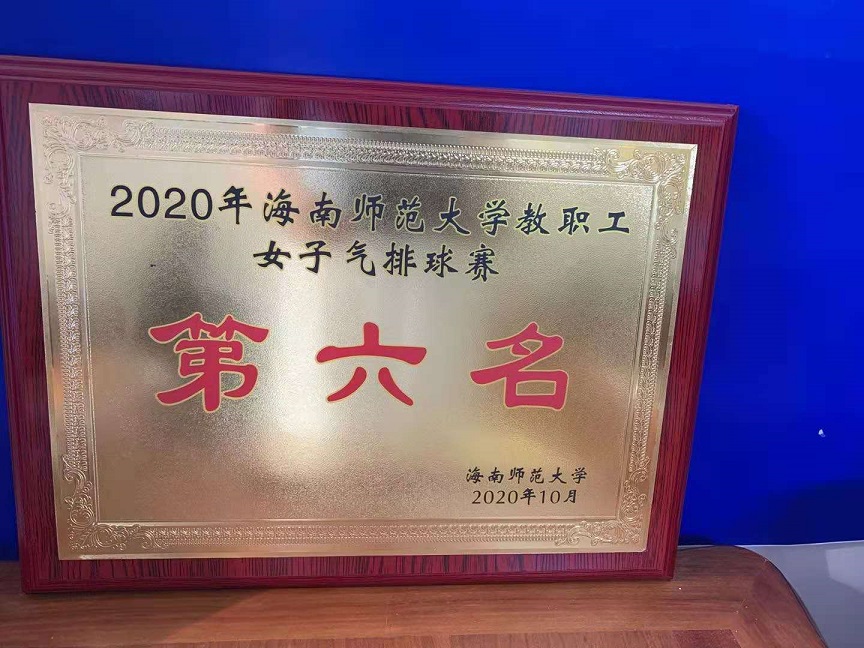 2020年海南师范大学教职工
女子气排球赛
第六名
海南师范大学
2020年10月